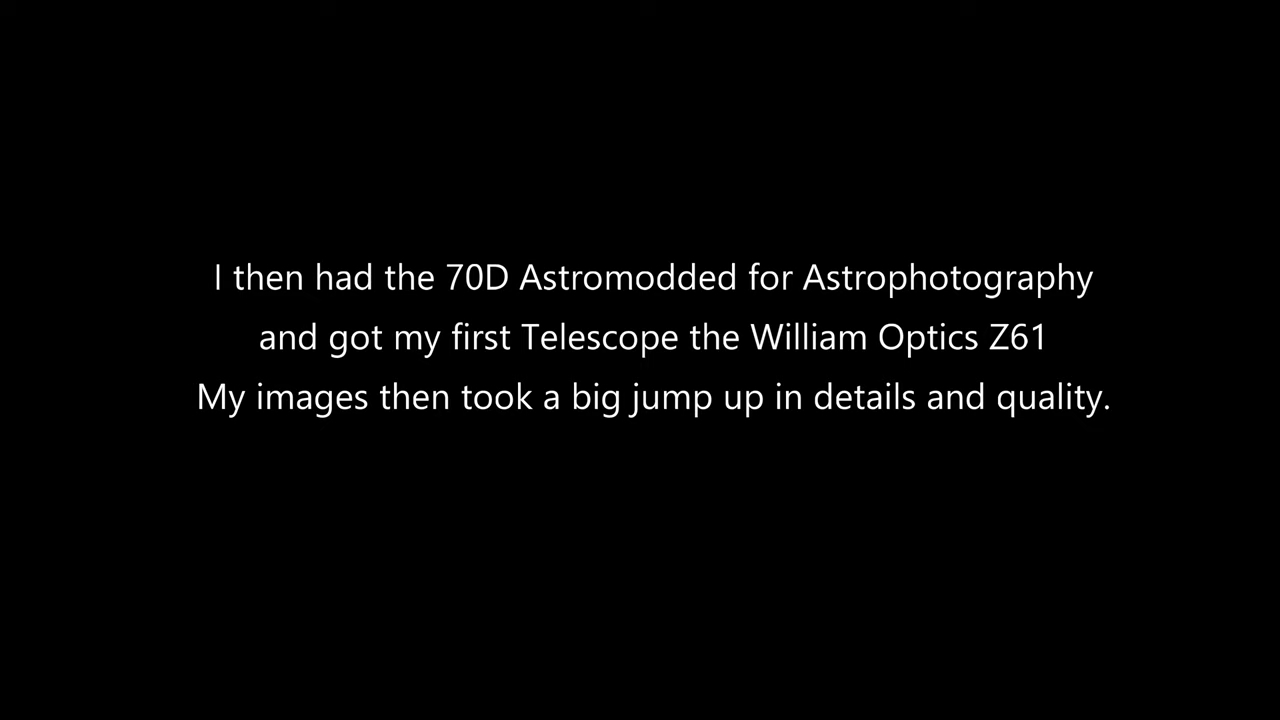 I then had the 70D Astromodded for Astrophotography
and got my first Telescope the William Optics Z61
My images then took a big jump up in details and quality.